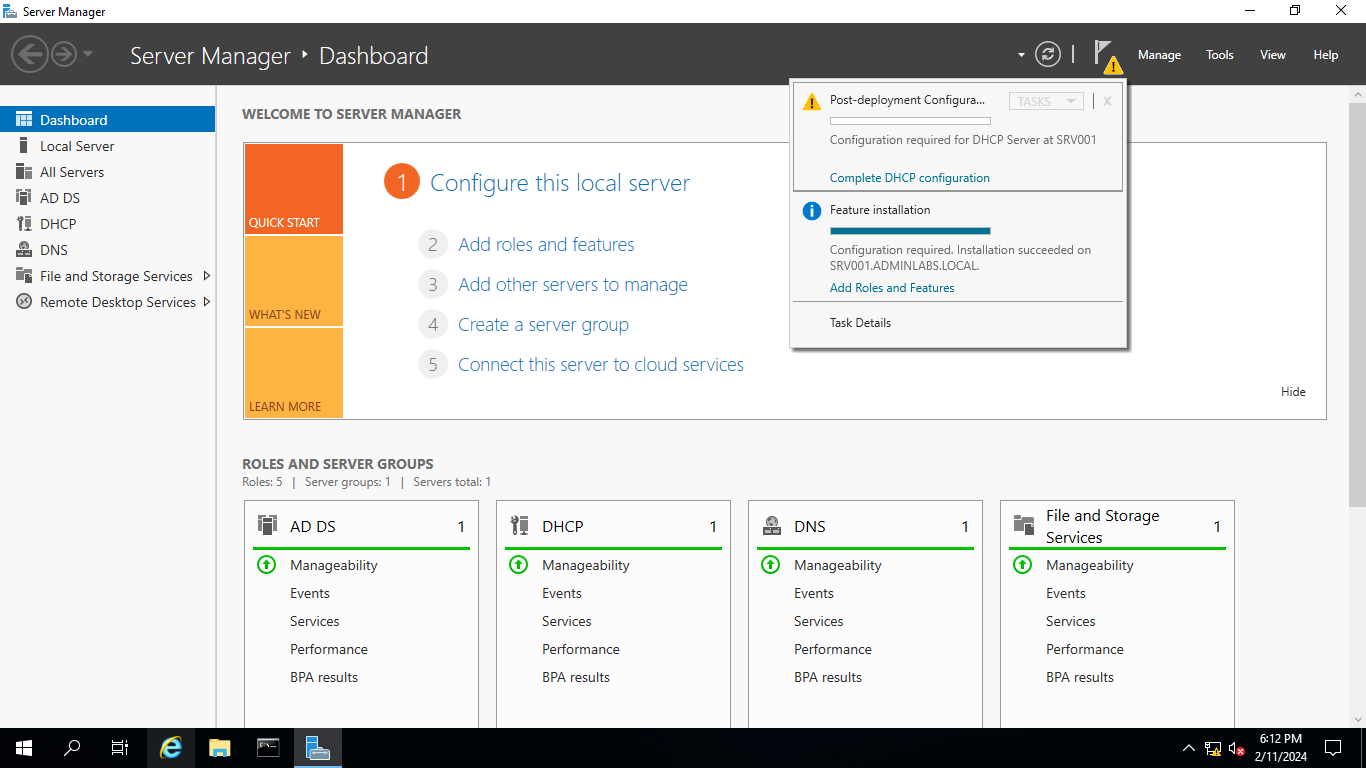 Server Manager
Server Manager ‣ Dashboard
Manage
Tools
View
Help
Dashboard
Local Server
All Servers
AD DS
DHCP
DNS
File and Storage Services
Remote Desktop Services
WELCOME TO SERVER MANAGER
QUICK START
WHAT'S NEW
LEARN MORE
1 Configure this local server
2 Add roles and features
3 Add other servers to manage
4 Create a server group
5 Connect this server to cloud services
Hide
Post-deployment Configura...
TASKS
X
Configuration required for DHCP Server at SRV001
Complete DHCP configuration
Feature installation
Configuration required. Installation succeeded on
SRV001.ADMINLABS.LOCAL.
Add Roles and Features
Task Details
ROLES AND SERVER GROUPS
Roles: 5 | Server groups: 1 | Servers total: 1
AD DS 1
Manageability
Events
Services
Performance
BPA results
DHCP 1
Manageability
Events
Services
Performance
BPA results
DNS 1
Manageability
Events
Services
Performance
BPA results
File and Storage
Services 1
Manageability
Events
Services
Performance
BPA results
6:12 PM
2/11/2024